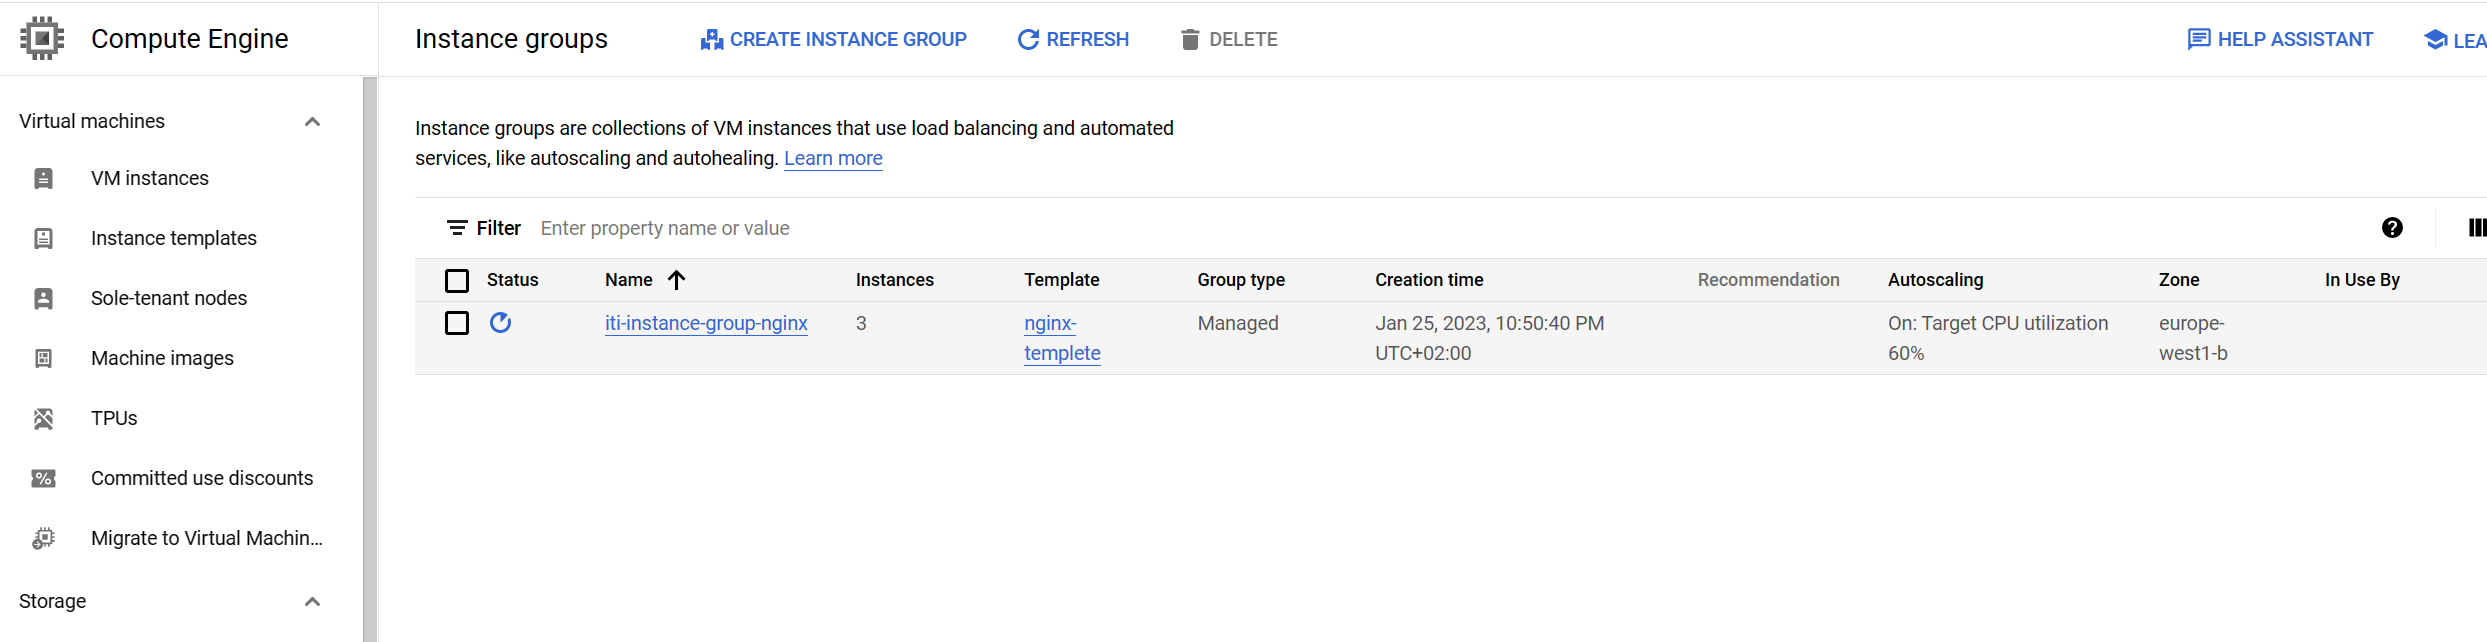 Compute Engine
Instance groups
CREATE INSTANCE GROUP
REFRESH
DELETE
HELP ASSISTANT
LEA
Virtual machines
VM instances
Instance templates
Sole-tenant nodes
Machine images
TPUs
Committed use discounts
Migrate to Virtual Machin...
Storage
Instance groups are collections of VM instances that use load balancing and automated
services, like autoscaling and autohealing. Learn more
Filter Enter property name or value
Status Name Instances Template Group type Creation time Recommendation Autoscaling Zone In Use By
iti-instance-group-nginx 3 nginx- Managed Jan 25, 2023, 10:50:40 PM On: Target CPU utilization europe-
templete UTC+02:00 60% west1-b